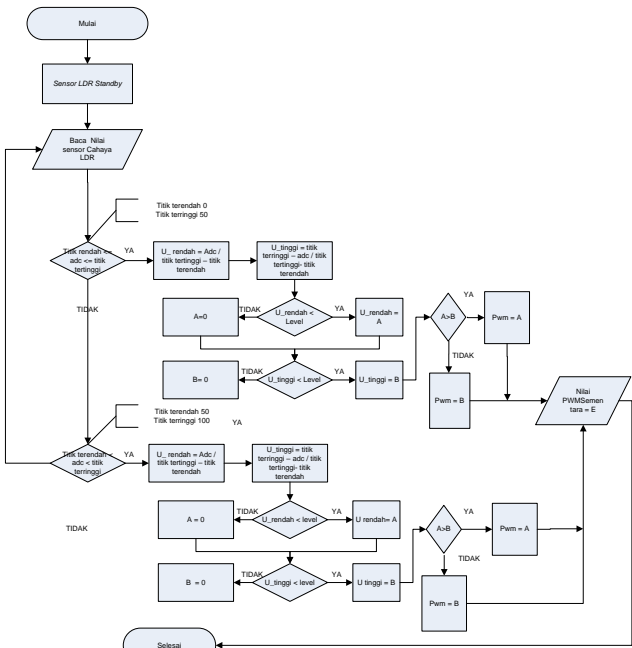 Mulai
Sensor LDR Standby
Baca Nilai
sensor Cahaya
LDR
Titik terendah 0
Titik terringgi 50
Titik rendah <=
adc <= titik
tertinggi
YA
TIDAK
U_ rendah = Adc /
titik tertinggi – titik
terendah
U_tinggi = titik
terringgi – adc / titik
tertinggi- titik
terendah
U_rendah <
Level
TIDAK
YA
A=0
U_rendah =
A
U_tinggi < Level
TIDAK
YA
B= 0
U_tinggi = B
A>B
YA
TIDAK
Pwm = A
Pwm = B
Nilai
PWMSemen
tara = E
Titik terendah 50
Titik terringgi 100
YA
Titik terendah <
adc < titik
terringgi
YA
TIDAK
U_ rendah = Adc /
titik tertinggi – titik
terendah
U_tinggi = titik
terringgi – adc / titik
tertinggi- titik
terendah
U_rendah < level
TIDAK
YA
A = 0
U rendah= A
U_tinggi < level
TIDAK
YA
B = 0
U tinggi = B
A>B
YA
TIDAK
Pwm = A
Pwm = B
Selesai